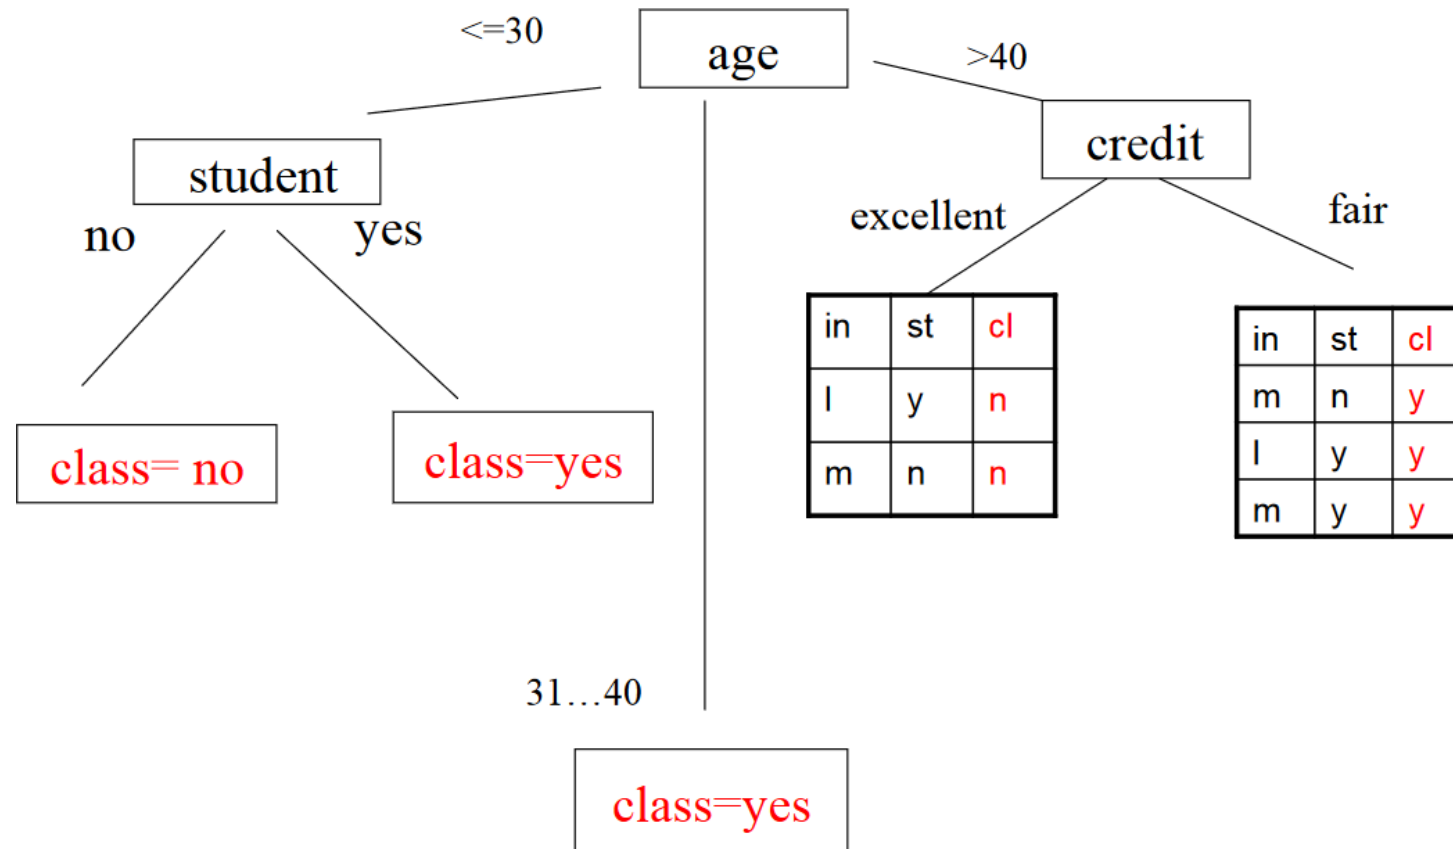 <=30
age
>40
student
credit
no
yes
excellent
fair
in st cl
l y n
m n n
in st cl
m n y
l y y
m y y
class= no
class=yes
31...40
class=yes